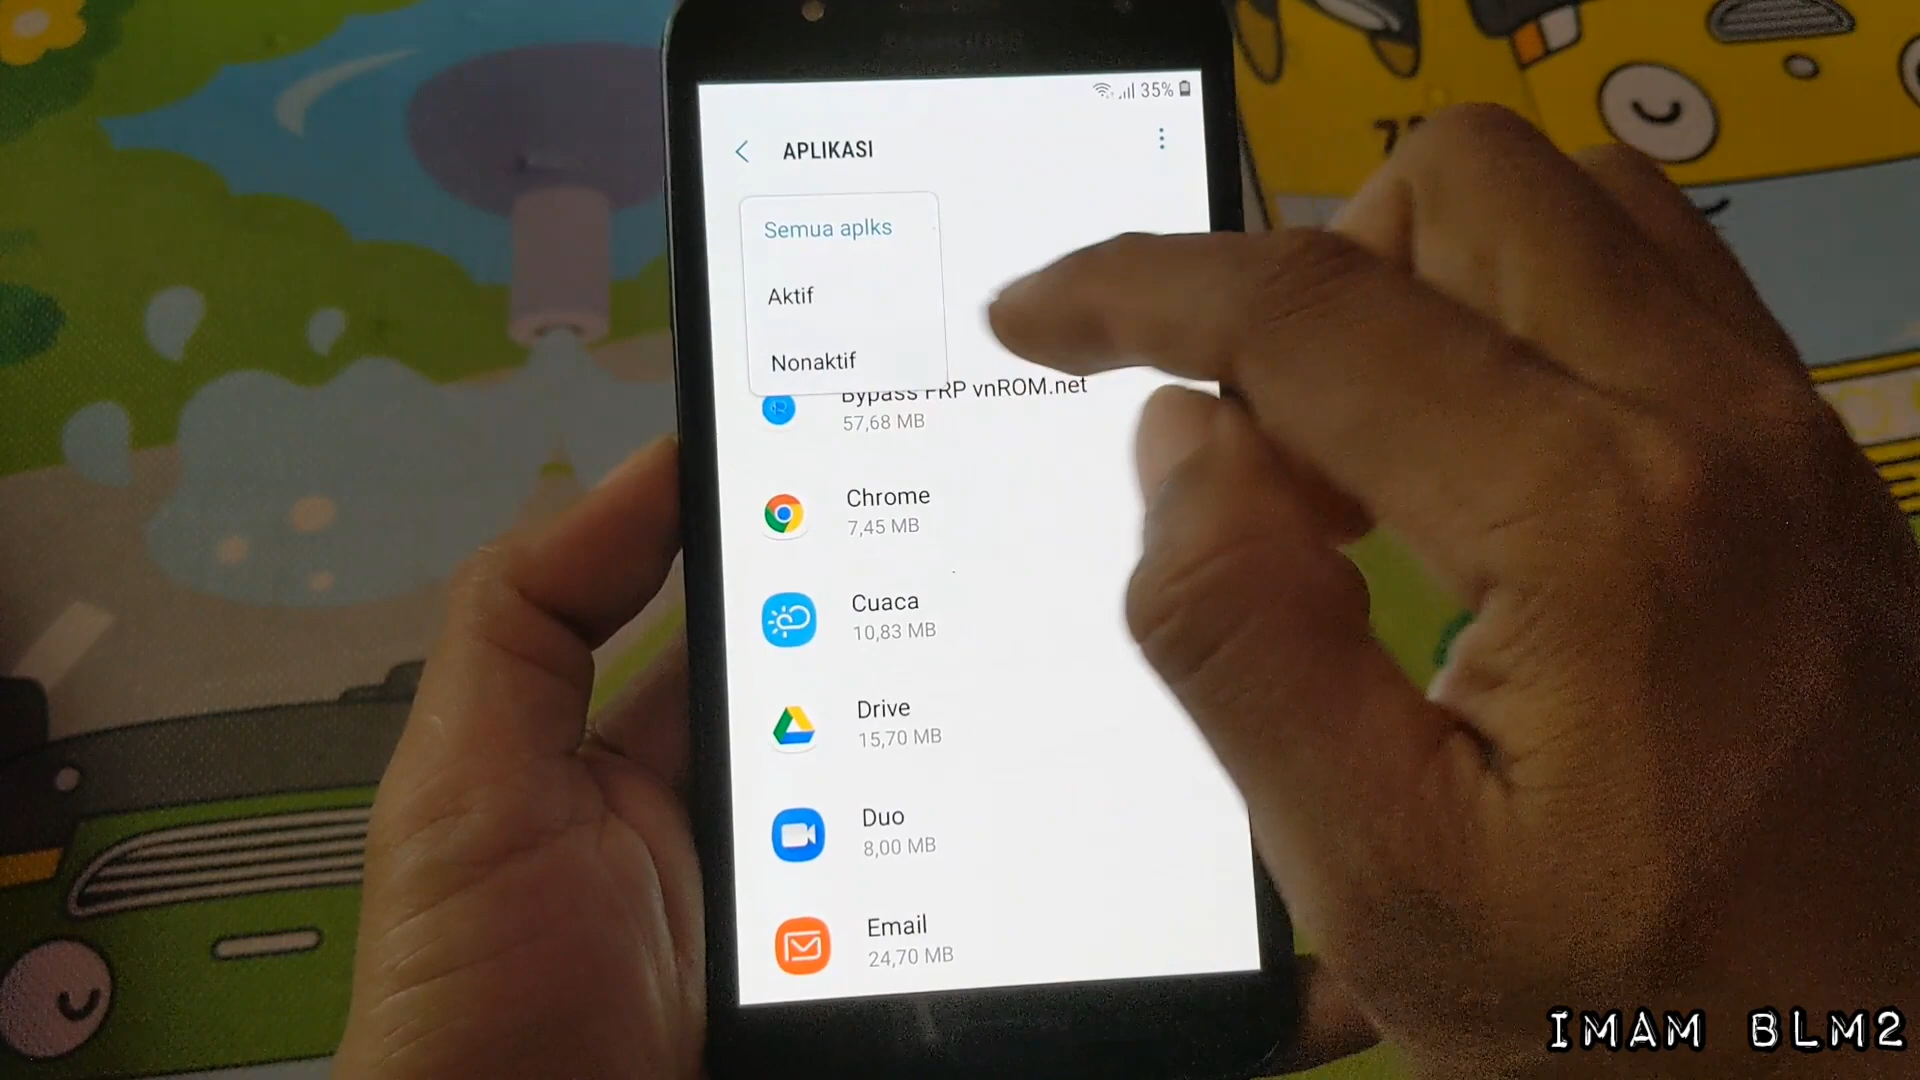 35%
APLIKASI
Semua aplks
Aktif
Nonaktif
Bypass FRP vnROM.net
57,68 MB
Chrome
7,45 MB
Cuaca
10,83 MB
Drive
15,70 MB
Duo
8,00 MB
Email
24,70 MB
IMAM BLM2